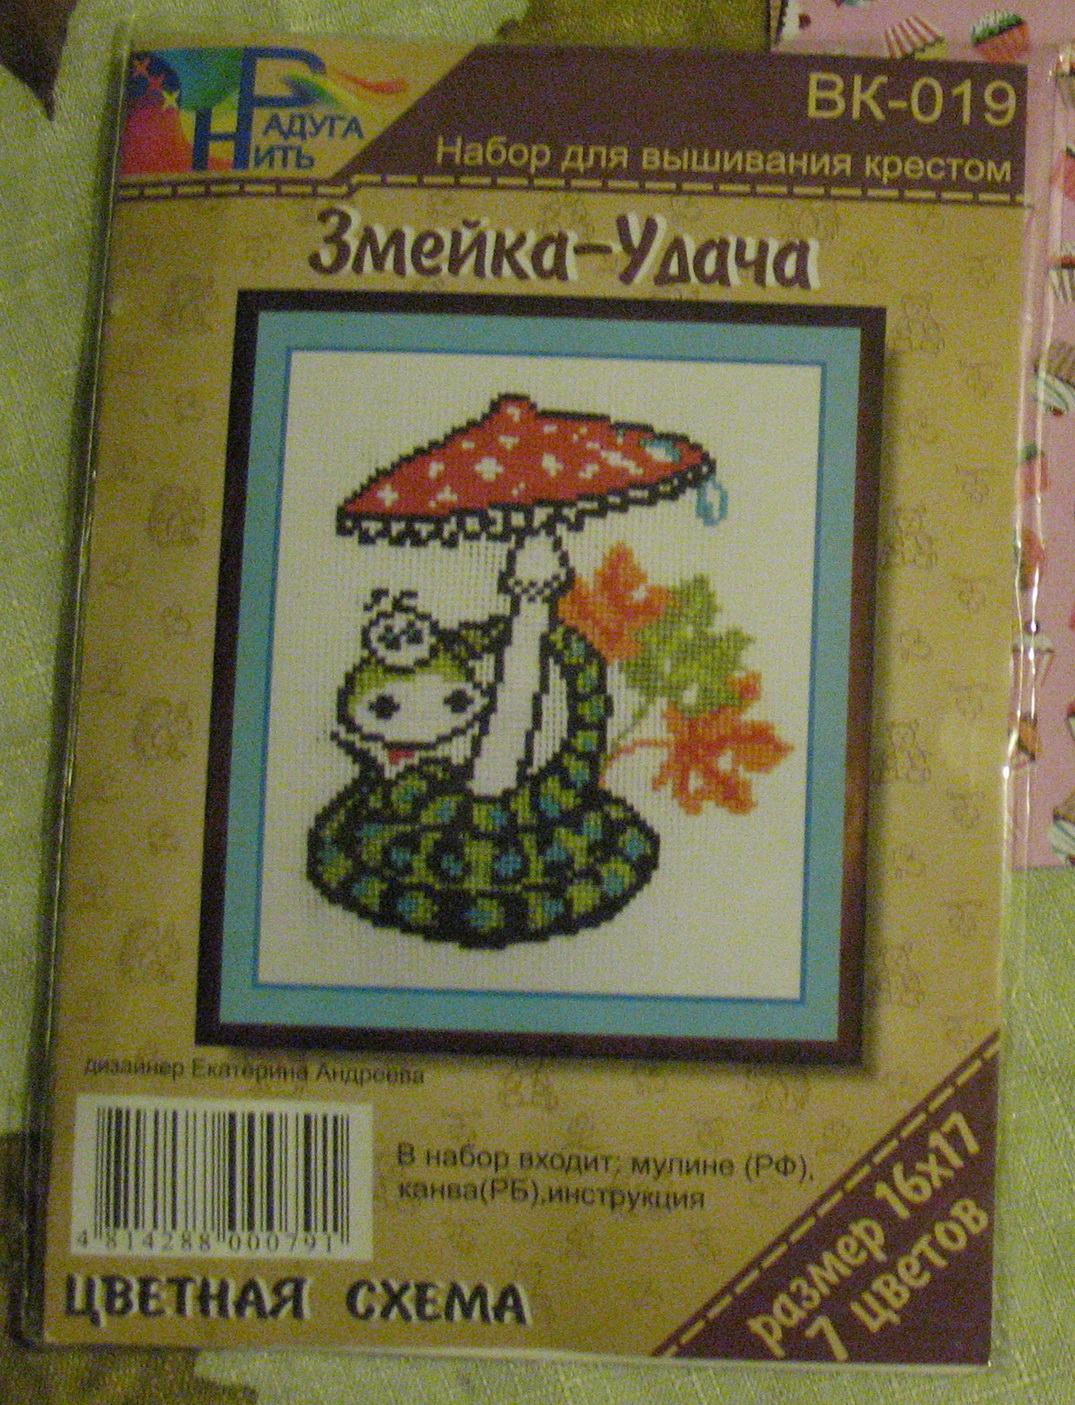 РАДУГА
НИТЬ
ВК-019
Набор для вышивания крестом
Змейка-Удача
дизайнер Екатерина Андреева
4 814288 000791
В набор входит; мулине (РФ),
канва(РБ),инструкция
размер 16х17
7 цветов
ЦВЕТНАЯ СХЕМА